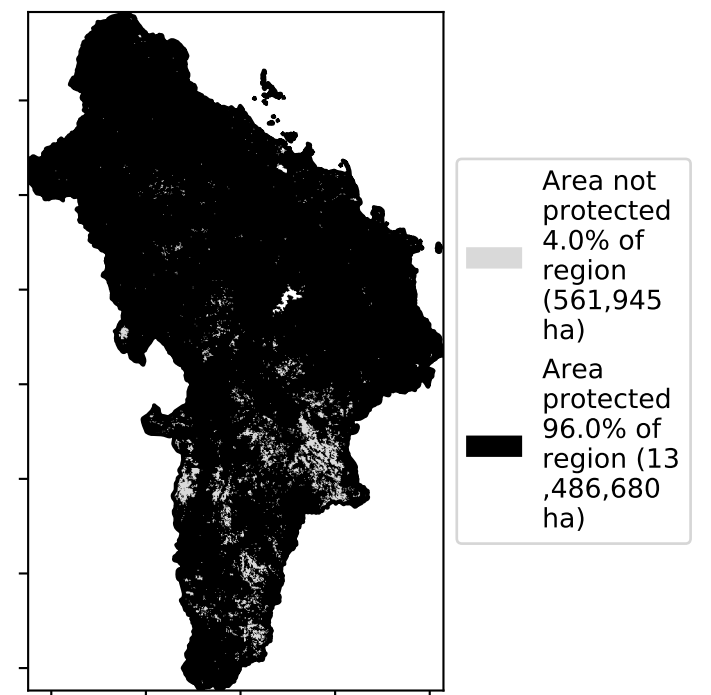 Area not
protected
4.0% of
region
(561,945
ha)
Area
protected
96.0% of
region (13
,486,680
ha)